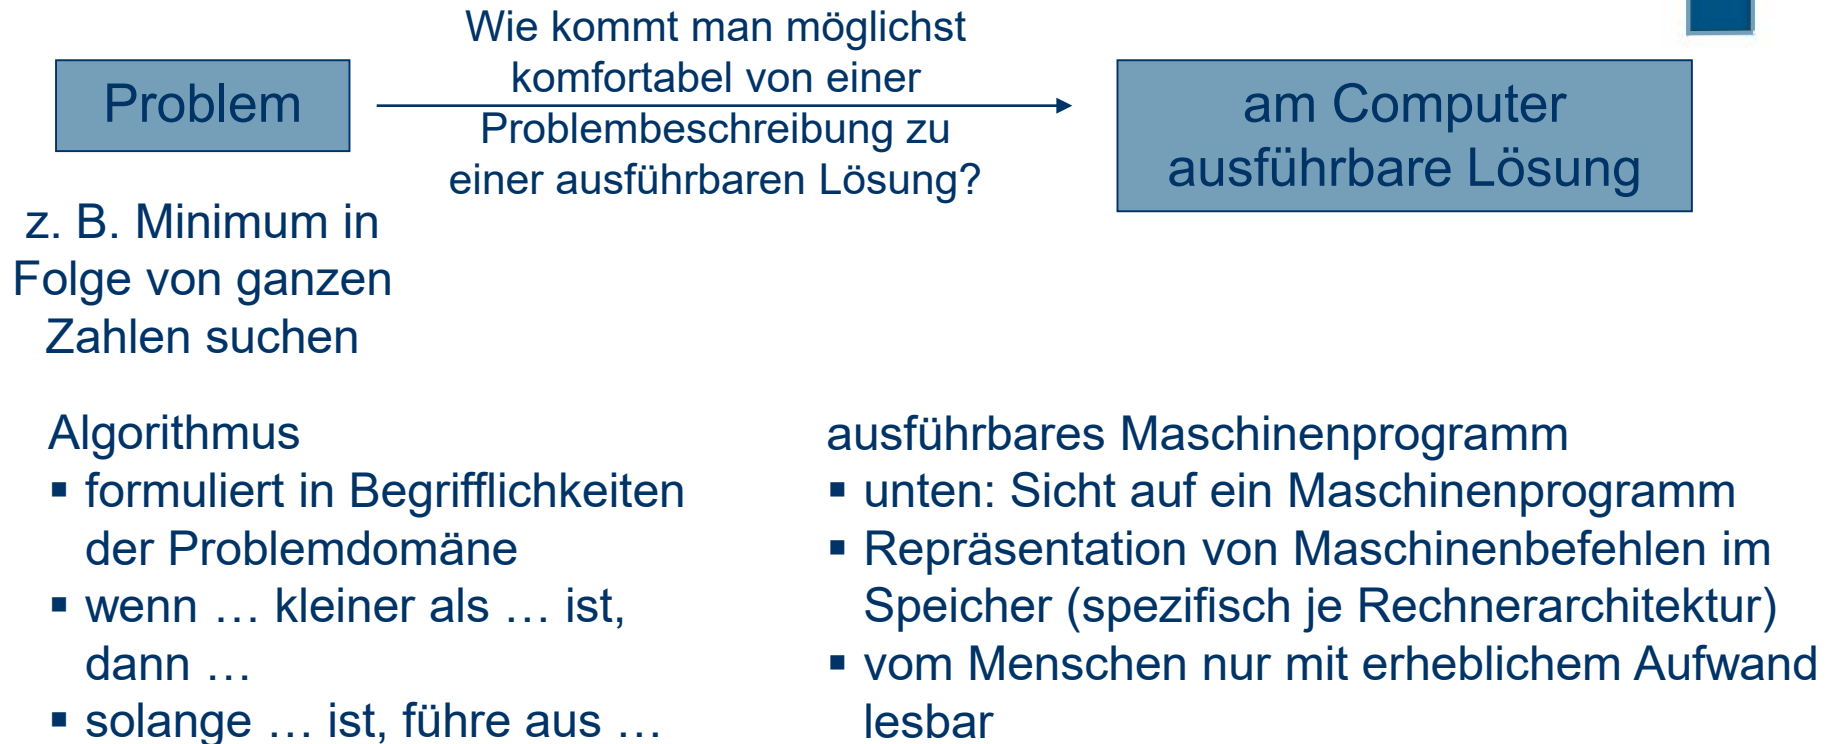 Wie kommt man möglichst
komfortabel von einer
Problembeschreibung zu
einer ausführbaren Lösung?
Problem
am Computer
ausführbare Lösung
z. B. Minimum in
Folge von ganzen
Zahlen suchen
Algorithmus
▪ formuliert in Begrifflichkeiten
der Problemdomäne
▪ wenn … kleiner als … ist,
dann …
▪ solange … ist, führe aus …
ausführbares Maschinenprogramm
▪ unten: Sicht auf ein Maschinenprogramm
▪ Repräsentation von Maschinenbefehlen im
Speicher (spezifisch je Rechnerarchitektur)
▪ vom Menschen nur mit erheblichem Aufwand
lesbar